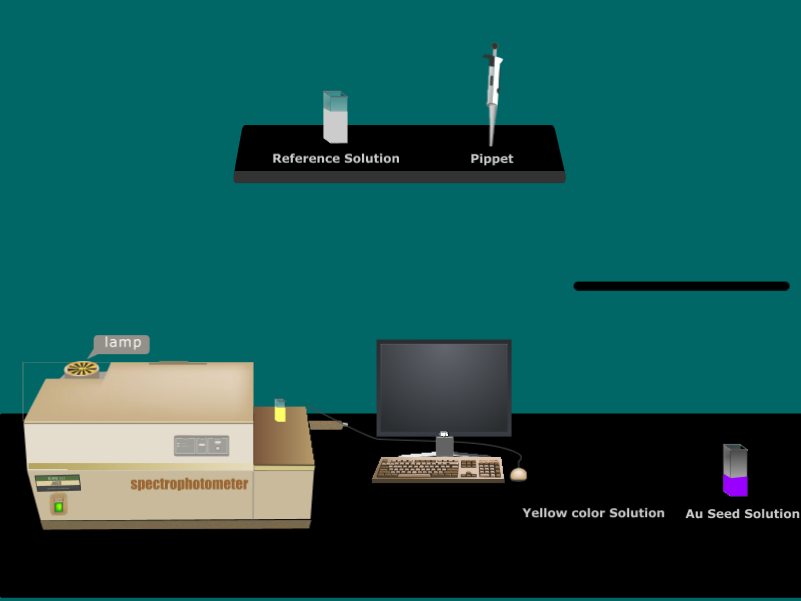 Reference Solution
Pippet
lamp
spectrophotometer
Yellow color Solution
Au Seed Solution